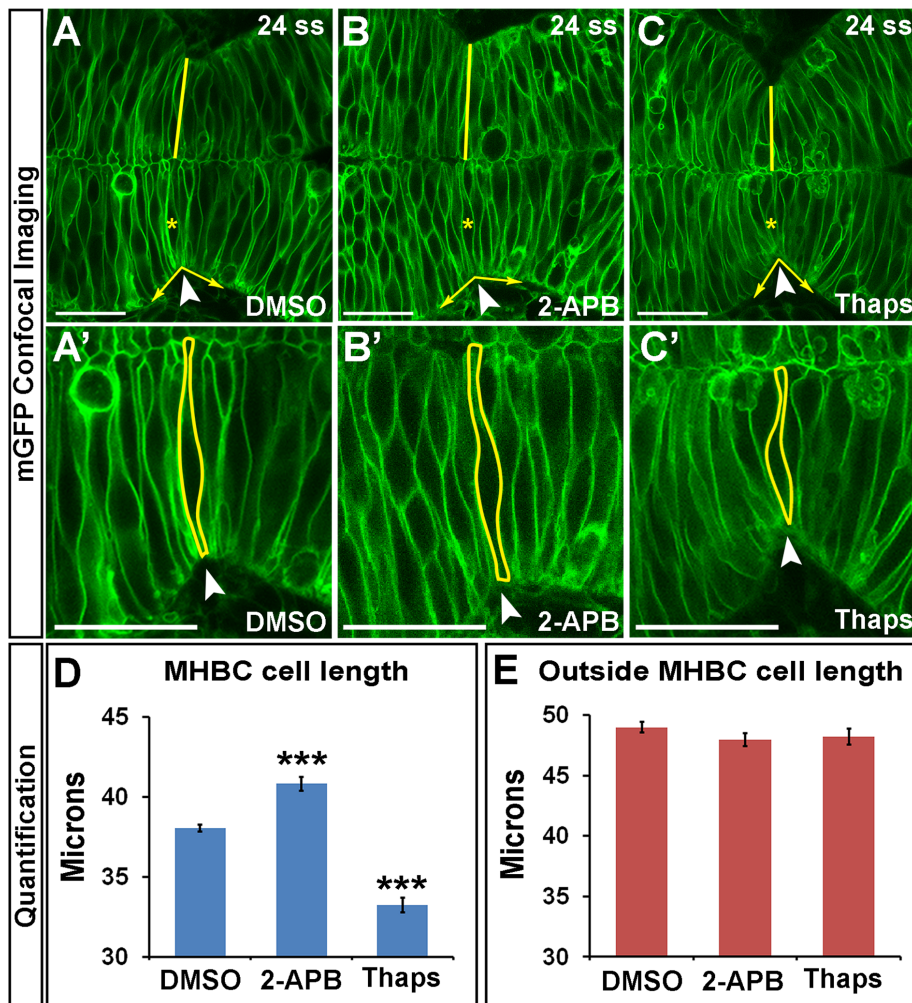 mGFP Confocal Imaging
A
24 ss
*
DMSO
B
24 ss
*
2-APB
C
24 ss
*
Thaps
A'
DMSO
B'
2-APB
C'
Thaps
Quantification
D
MHBC cell length
Microns
45
40
35
30
***
***
DMSO
2-APB
Thaps
E
Outside MHBC cell length
Microns
50
45
40
35
30
DMSO
2-APB
Thaps